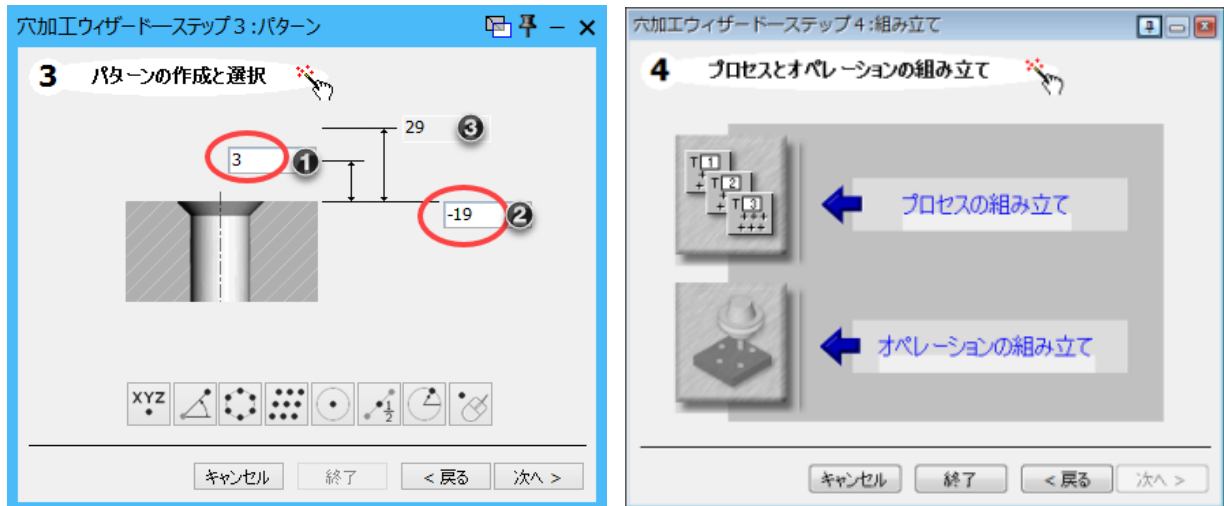 穴加工ウィザード―ステップ3:パターン
3 パターンの作成と選択
29 3
3 1
-19 2
XYZ
1/2
キャンセル 終了 < 戻る 次へ >
穴加工ウィザード―ステップ4:組み立て
4 プロセスとオペレーションの組み立て
T 1
T 2
T 3
プロセスの組み立て
オペレーションの組み立て
キャンセル 終了 < 戻る 次へ >